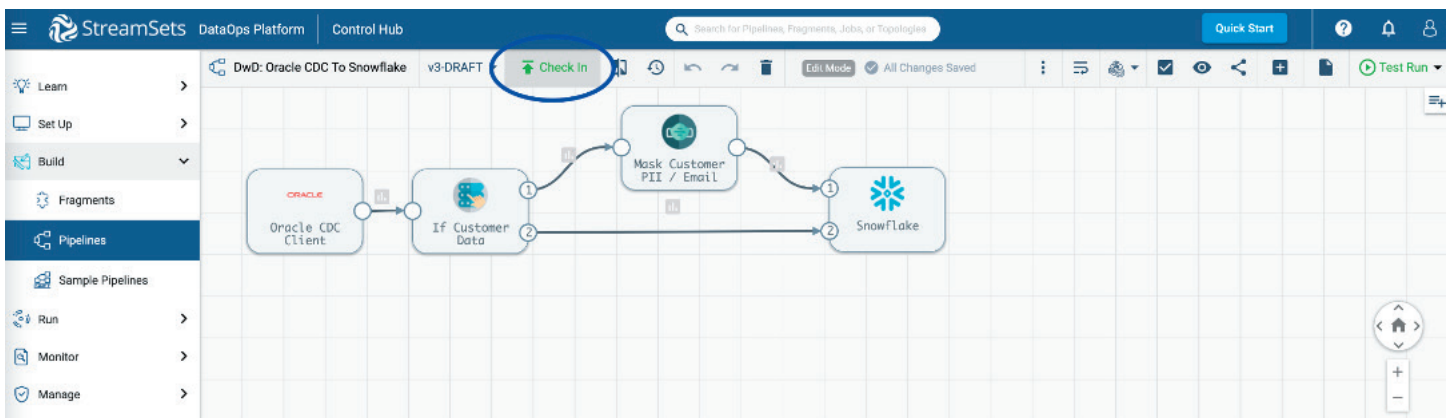 StreamSets DataOps Platform Control Hub Search for Pipelines, Fragments, Jobs, or Topologies Quick Start ?
DwD: Oracle CDC To Snowflake v3-DRAFT Check In Edit Mode All Changes Saved Test Run
Learn
Set Up
Build
Fragments
Pipelines
Sample Pipelines
Run
Monitor
Manage
ORACLE
Oracle CDC
Client
If Customer
Data
1
2
Mask Customer
PII / Email
1
2
Snowflake